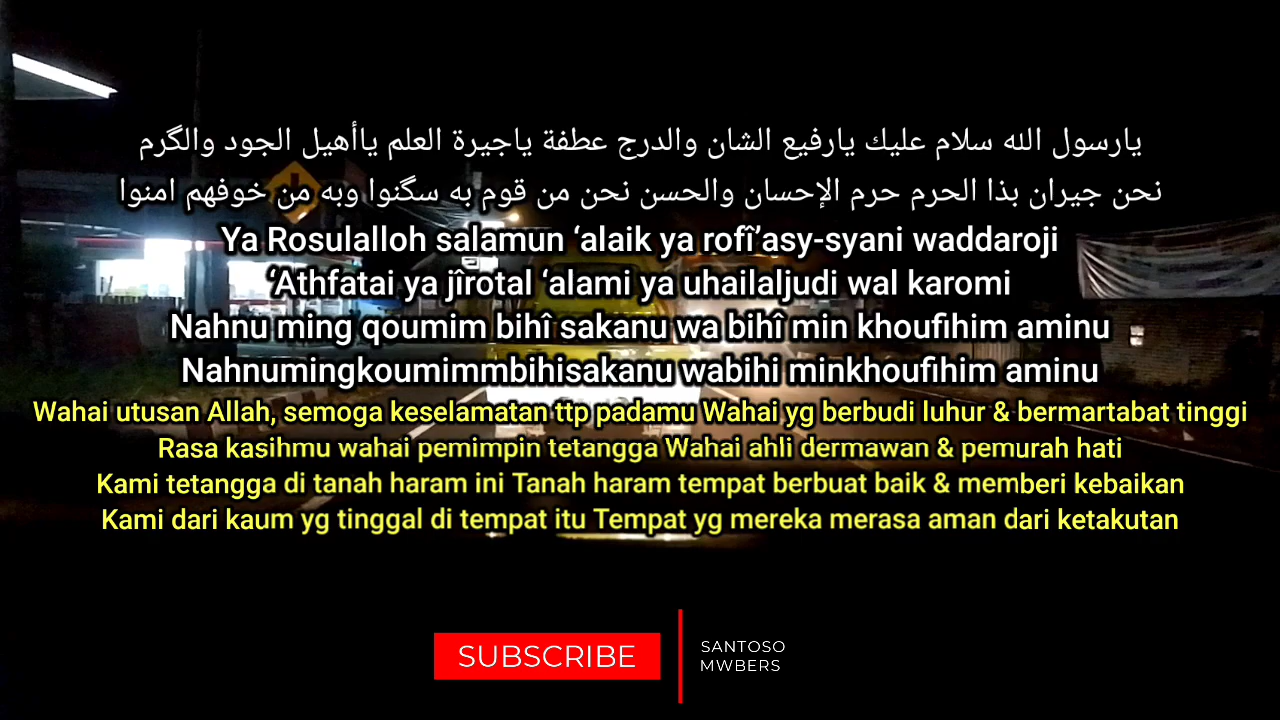 يارسول الله سلام عليك يارفيع الشان والدرج عطفة ياجيرة العلم ياأهيل الجود والگرم
نحن جيران بذا الحرم حرم الإحسان والحسن نحن من قوم به سگنوا وبه من خوفهم امنوا
Ya Rosulalloh salamun ‘alaik ya rofî’asy-syani waddaroji
‘Athfatai ya jîrotal ‘alami ya uhailaljudi wal karomi
Nahnu ming qoumim bihî sakanu wa bihî min khoufihim aminu
Nahnumingkoumimmbihisakanu wabihi minkhoufihim aminu
Wahai utusan Allah, semoga keselamatan ttp padamu Wahai yg berbudi luhur & bermartabat tinggi
Rasa kasihmu wahai pemimpin tetangga Wahai ahli dermawan & pemurah hati
Kami tetangga di tanah haram ini Tanah haram tempat berbuat baik & memberi kebaikan
Kami dari kaum yg tinggal di tempat itu Tempat yg mereka merasa aman dari ketakutan
SUBSCRIBE
SANTOSO
MWBERS